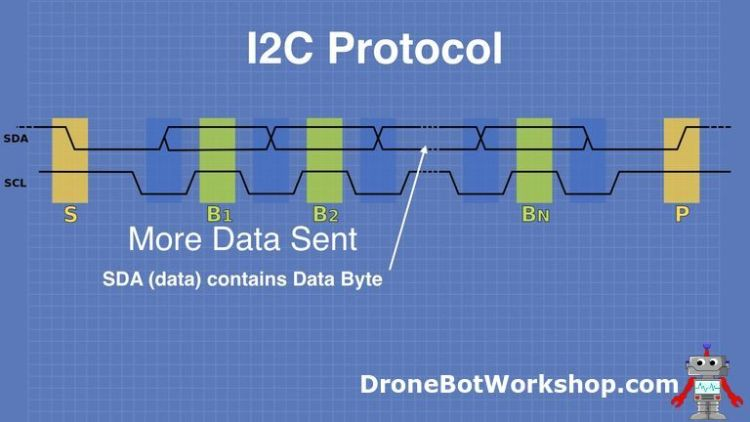 I2C Protocol
SDA
SCL
S B1 B2 BN P
More Data Sent
SDA (data) contains Data Byte
DroneBotWorkshop.com